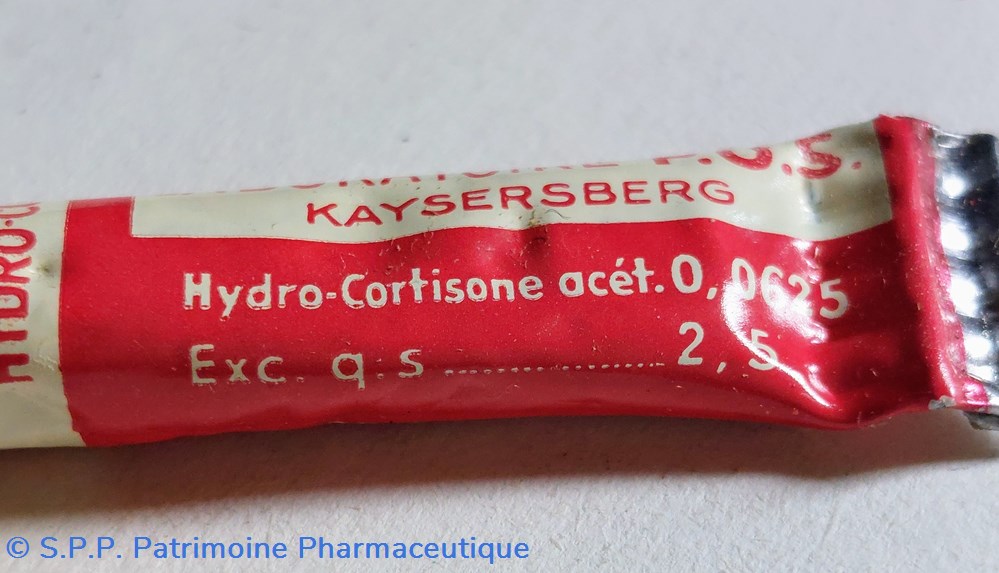 P.O.S.
KAYSERSBERG
Hydro-Cortisone acét. 0,0625
Exc. q.s .................... 2,5
© S.P.P. Patrimoine Pharmaceutique